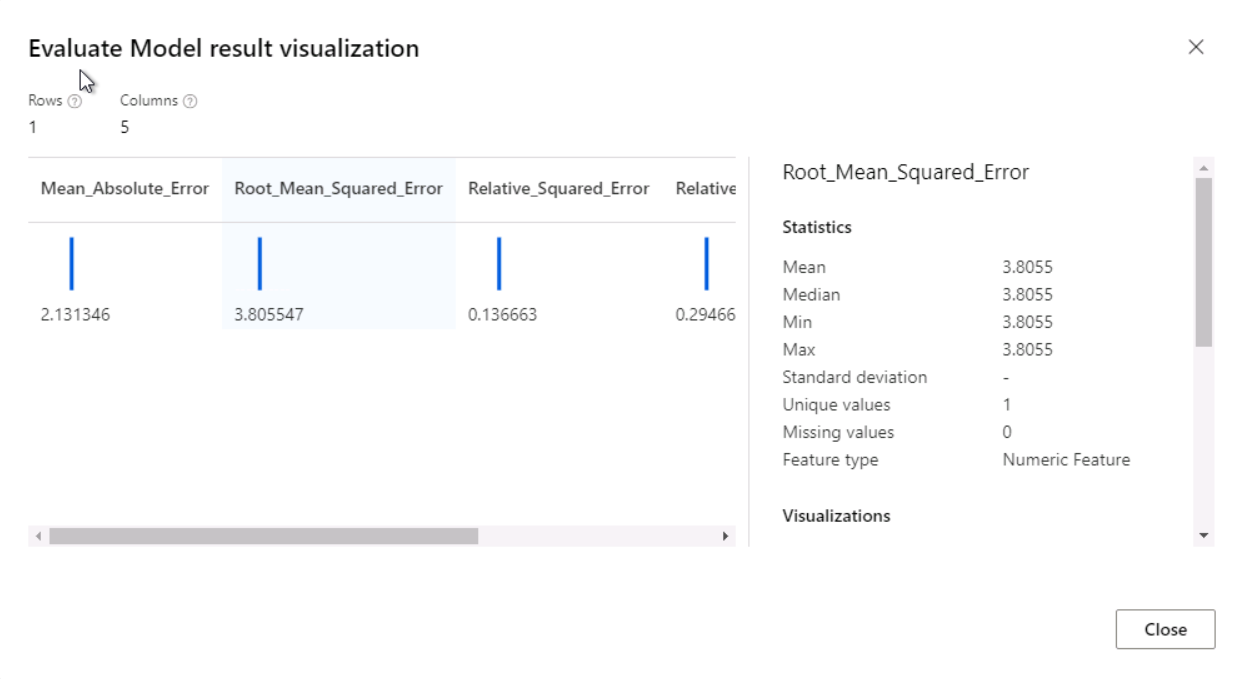 Evaluate Model result visualization
Rows ? Columns ?
1 5
Mean_Absolute_Error Root_Mean_Squared_Error Relative_Squared_Error Relative
2.131346 3.805547 0.136663 0.29466
Root_Mean_Squared_Error
Statistics
Mean 3.8055
Median 3.8055
Min 3.8055
Max 3.8055
Standard deviation -
Unique values 1
Missing values 0
Feature type Numeric Feature
Visualizations
Close